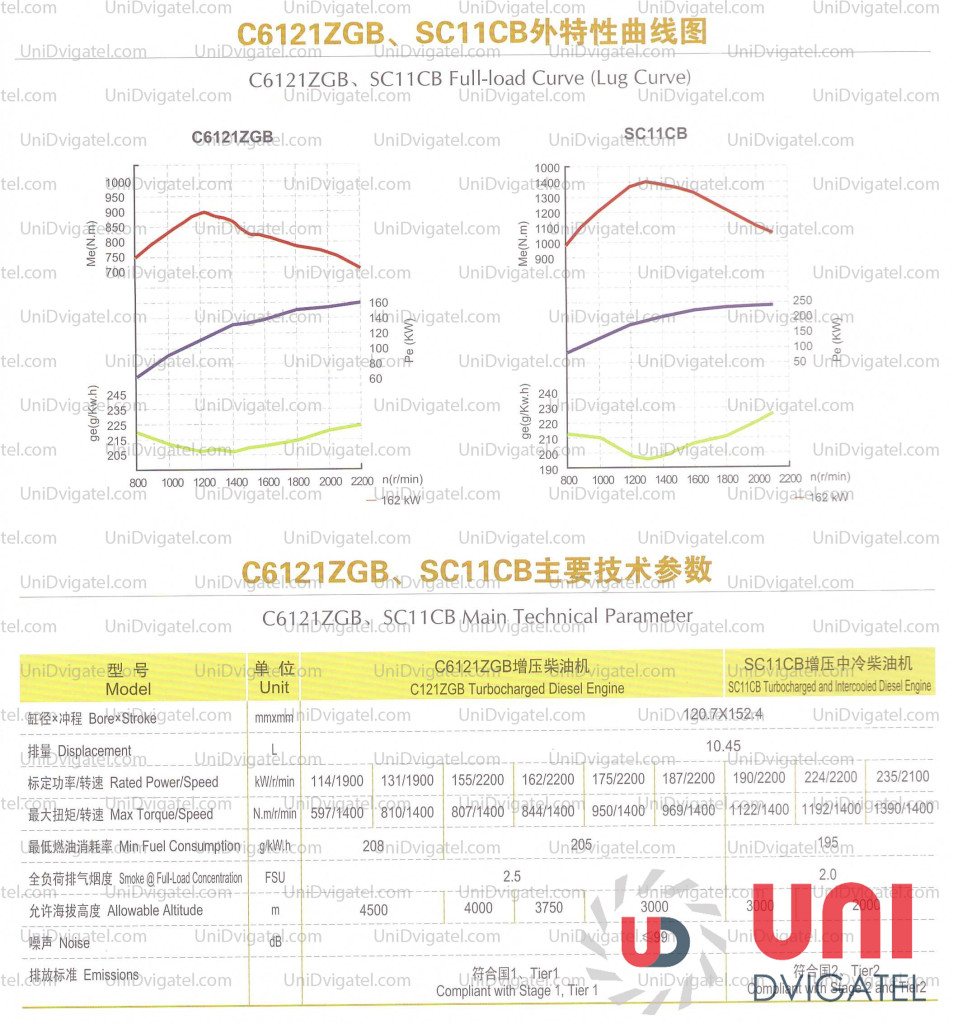 C6121ZGB、SC11CB外特性曲线图
C6121ZGB、SC11CB Full-load Curve (Lug Curve)
C6121ZGB
SC11CB
Me(N.m)
1000
950
900
850
800
750
700
160
140
120
100
80
60
Pe (KW)
ge(g/Kw.h)
245
235
225
215
205
800 1000 1200 1400 1600 1800 2000 2200 n(r/min)
162 kW
Me(N.m)
1000
1400
1300
1200
1100
1000
900
250
200
150
100
50
Pe (KW)
ge(g/Kw.h)
240
230
220
210
200
190
800 1000 1200 1400 1600 1800 2000 2200 n(r/min)
162 kW
C6121ZGB、SC11CB主要技术参数
C6121ZGB、SC11CB Main Technical Parameter
型 号 单 位 C6121ZGB增压柴油机 SC11CB增压中冷柴油机
Model Unit C121ZGB Turbocharged Diesel Engine SC11CB Turbocharged and Intercooled Diesel Engine
缸径×冲程 Bore×Stroke mmxmm 120.7X152.4
排量 Displacement L 10.45
标定功率/转速 Rated Power/Speed kW/r/min 114/1900 131/1900 155/2200 162/2200 175/2200 187/2200 190/2200 224/2200 235/2100
最大扭矩/转速 Max Torque/Speed N.m/r/min 597/1400 810/1400 807/1400 844/1400 950/1400 969/1400 1122/1400 1192/1400 1390/1400
最低燃油消耗率 Min Fuel Consumption g/kW.h 208 205 195
全负荷排气烟度 Smoke @ Full-Load Concentration FSU 2.5 2.0
允许海拔高度 Allowable Altitude m 4500 4000 3750 3000 3000 2000
噪声 Noise dB ≤99
排放标准 Emissions 符合国1、Tier1 符合国2、Tier2
Compliant with Stage 1, Tier 1 Compliant with Stage 2 and Tier2
UD
UNI
DVIGATEL
UniDvigatel.com